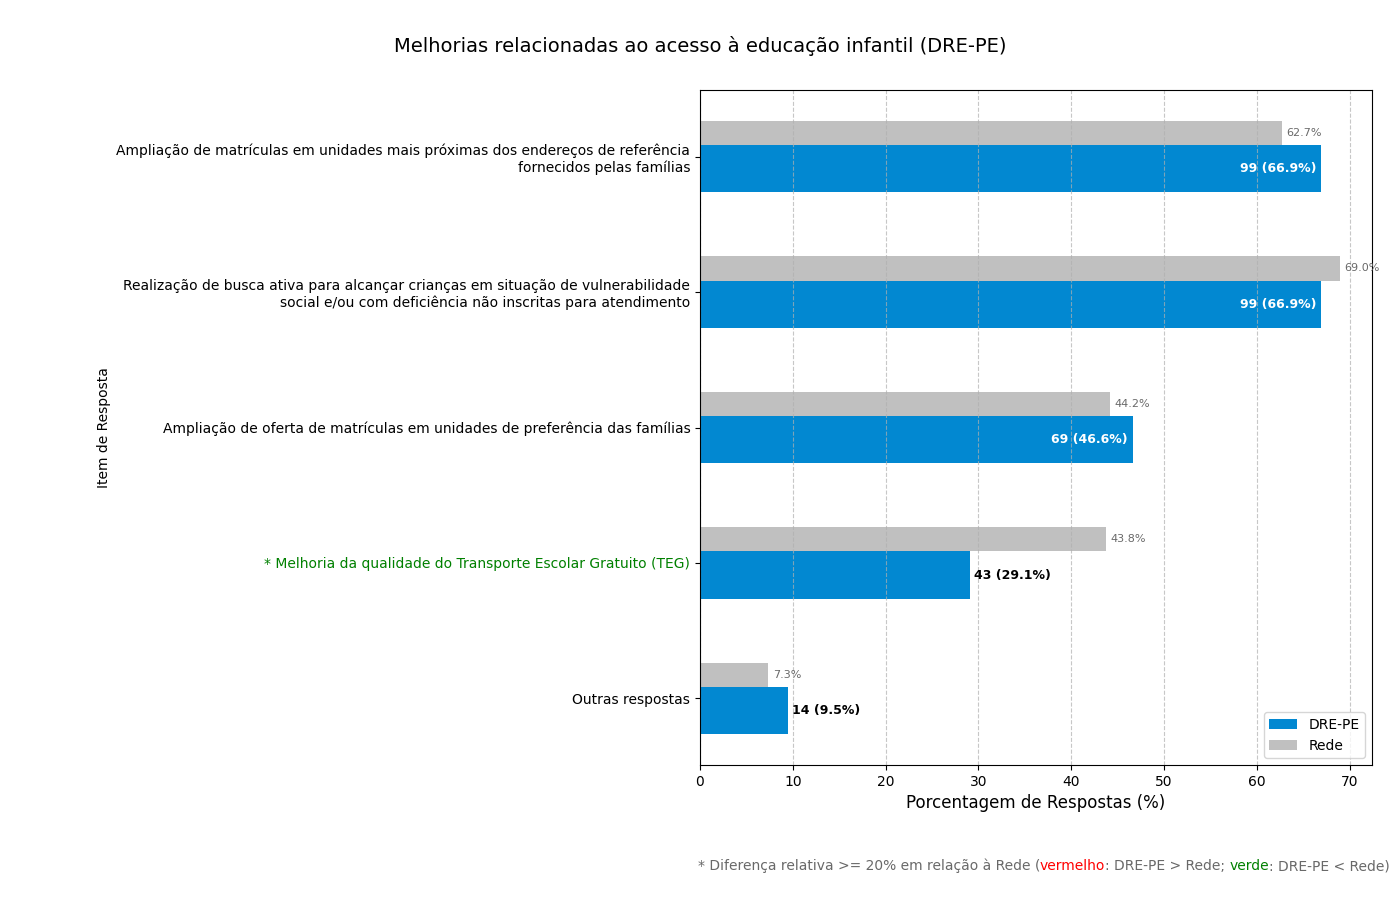 Melhorias relacionadas ao acesso à educação infantil (DRE-PE)
Item de Resposta
Ampliação de matrículas em unidades mais próximas dos endereços de referência
fornecidos pelas famílias
62.7%
99 (66.9%)
Realização de busca ativa para alcançar crianças em situação de vulnerabilidade
social e/ou com deficiência não inscritas para atendimento
69.0%
99 (66.9%)
Ampliação de oferta de matrículas em unidades de preferência das famílias
44.2%
69 (46.6%)
* Melhoria da qualidade do Transporte Escolar Gratuito (TEG)
43.8%
43 (29.1%)
Outras respostas
7.3%
14 (9.5%)
DRE-PE
Rede
0 10 20 30 40 50 60 70
Porcentagem de Respostas (%)
* Diferença relativa >= 20% em relação à Rede (vermelho: DRE-PE > Rede; verde: DRE-PE < Rede)